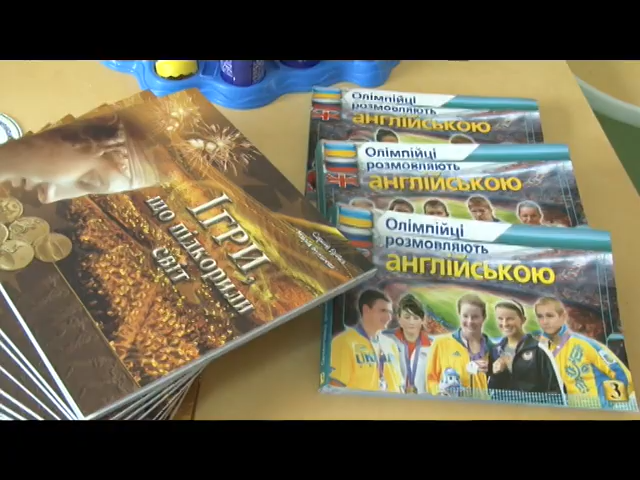 Ігри,
що підкорили
світ
Олімпійці
розмовляють
англійською
Олімпійці
розмовляють
англійською
Олімпійці
розмовляють
англійською
3